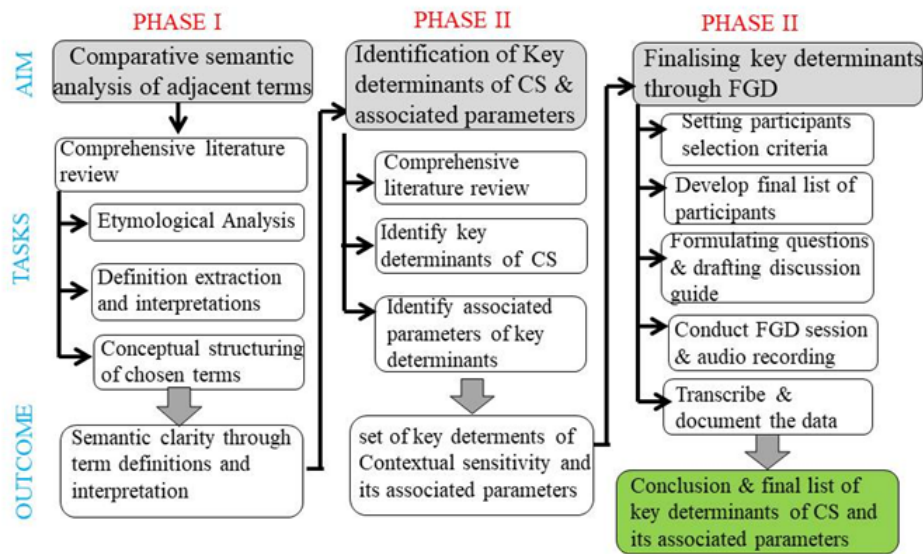 PHASE I
PHASE II
PHASE II
AIM
Comparative semantic
analysis of adjacent terms
Comprehensive literature
review
TASKS
Etymological Analysis
Definition extraction
and interpretations
Conceptual structuring
of chosen terms
OUTCOME
Semantic clarity through
term definitions and
interpretation
Identification of Key
determinants of CS &
associated parameters
Comprehensive
literature review
Identify key
determinants of CS
Identify associated
parameters of key
determinants
set of key determents of
Contextual sensitivity and
its associated parameters
Finalising key determinants
through FGD
Setting participants
selection criteria
Develop final list of
participants
Formulating questions
& drafting discussion
guide
Conduct FGD session
& audio recording
Transcribe &
document the data
Conclusion & final list of
key determinants of CS and
its associated parameters